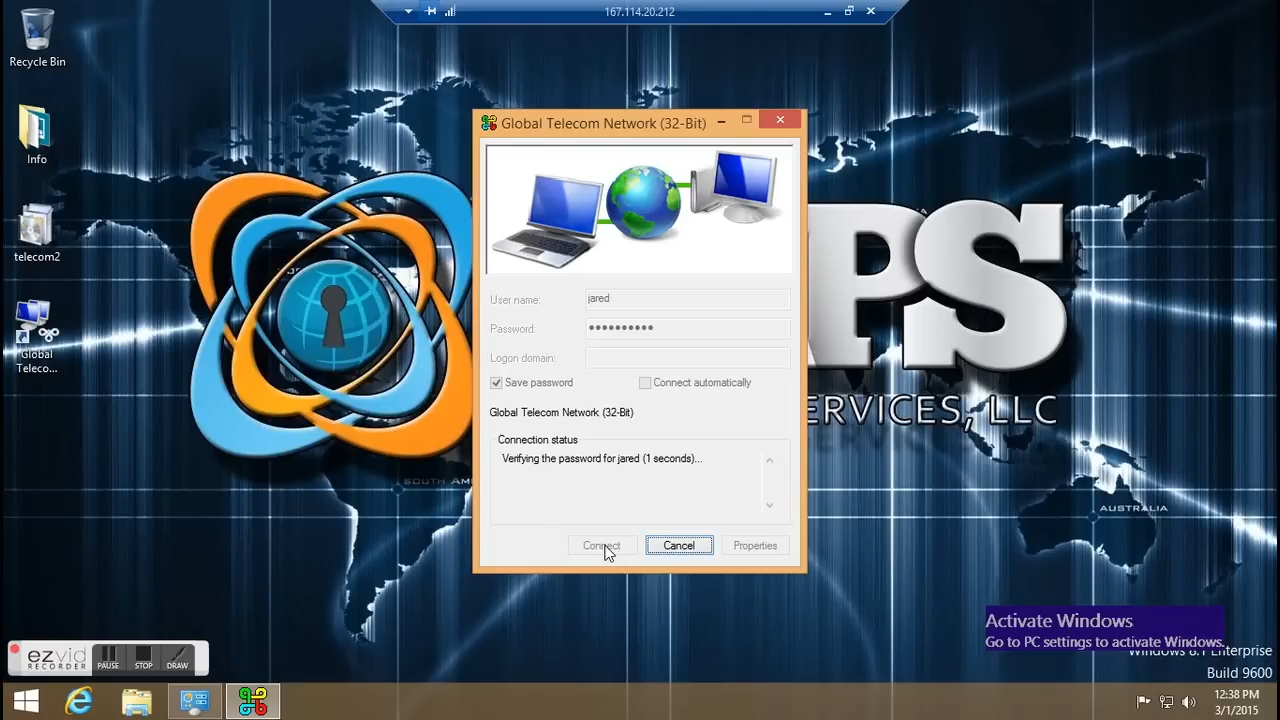 167.114.20.212
Recycle Bin
Info
telecom2
Global
Teleco...
Global Telecom Network (32-Bit)
User name:
jared
Password:
••••••••••
Logon domain:
Save password
Connect automatically
Global Telecom Network (32-Bit)
Connection status
Verifying the password for jared (1 seconds)...
Connect
Cancel
Properties
PS
ERVICES, LLC
SOUTH AM
AUSTRALIA
Activate Windows
Go to PC settings to activate Windows.
Windows 8.1 Enterprise
Build 9600
ezvid
RECORDER
PAUSE
STOP
DRAW
12:38 PM
3/1/2015